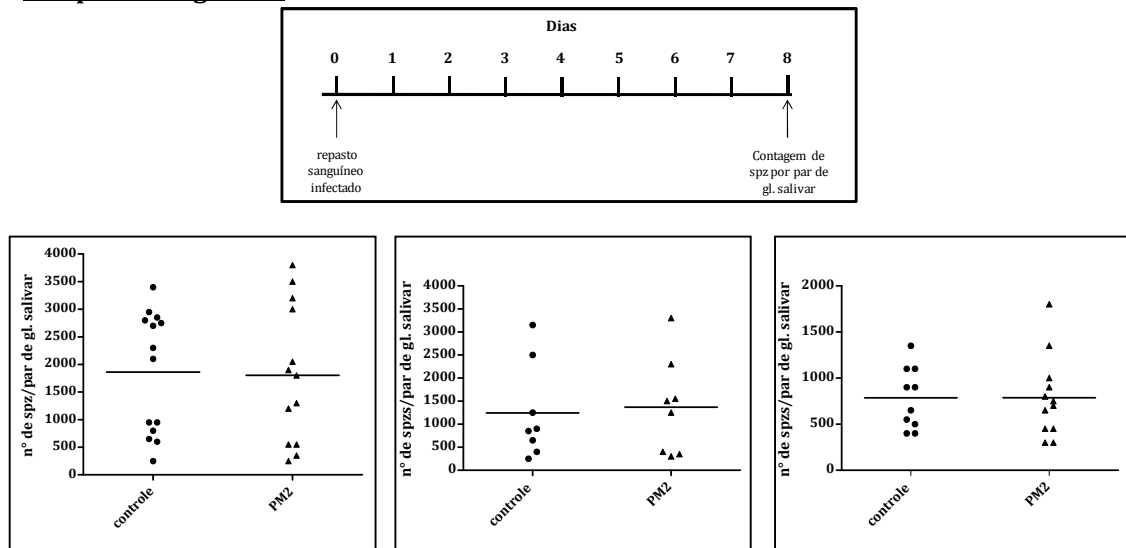 Dias
0 1 2 3 4 5 6 7 8
repasto
sanguíneo
infectado
Contagem de
spz por par de
gl. salivar
n° de spz/par de gl. salivar
4000
3500
3000
2500
2000
1500
1000
500
0
controle
PM2
n° de spzs/par de gl. salivar
4000
3500
3000
2500
2000
1500
1000
500
0
controle
PM2
n° de spzs/par de gl. salivar
2000
1500
1000
500
0
controle
PM2